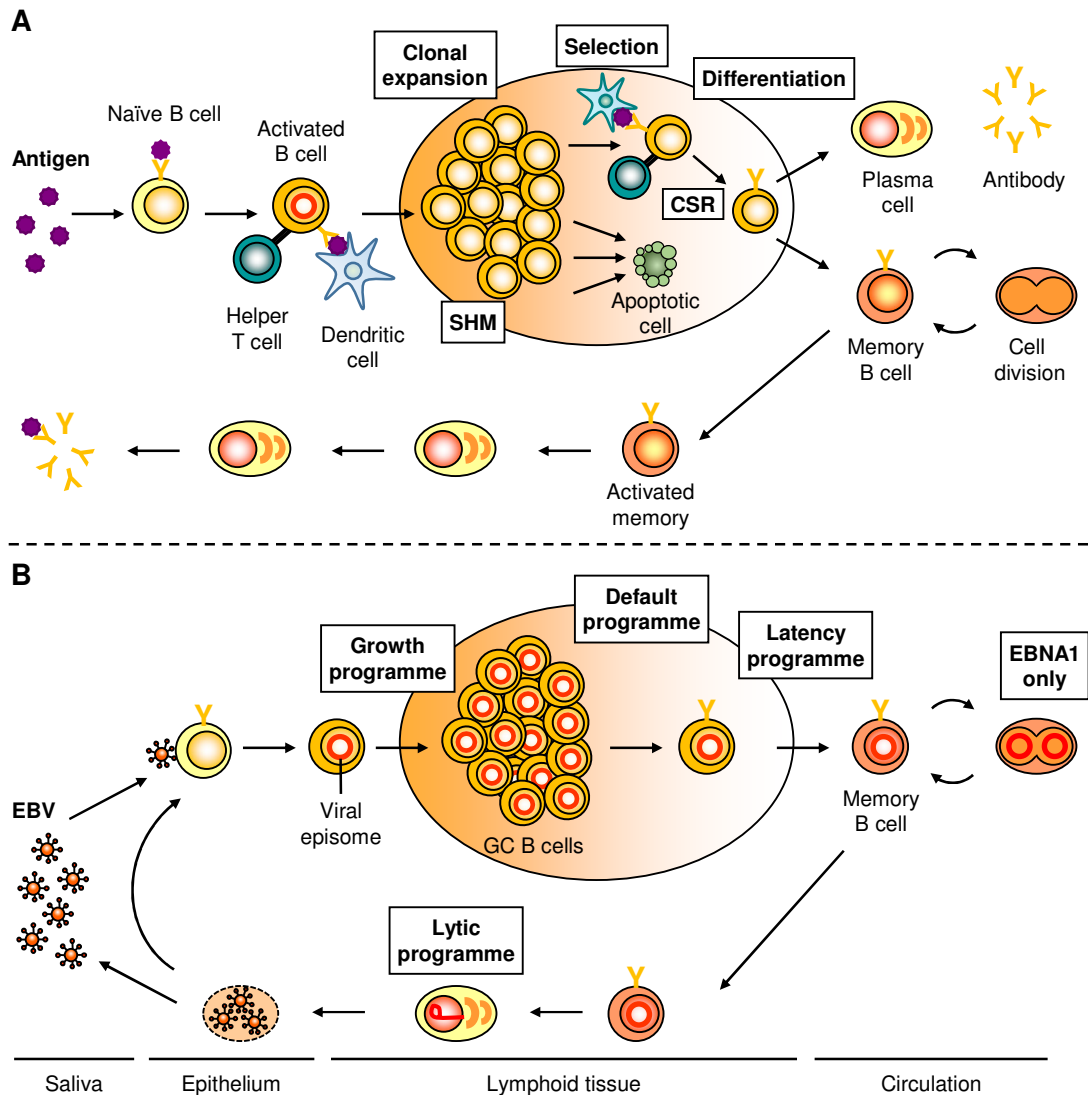 A
Clonal
expansion
Selection
Differentiation
Naïve B cell
Activated
B cell
Antigen
CSR
Plasma
cell
Antibody
SHM
Apoptotic
cell
Helper
T cell
Dendritic
cell
Memory
B cell
Cell
division
Activated
memory
B
Growth
programme
Default
programme
Latency
programme
EBNA1
only
EBV
Viral
episome
GC B cells
Memory
B cell
Lytic
programme
Saliva
Epithelium
Lymphoid tissue
Circulation